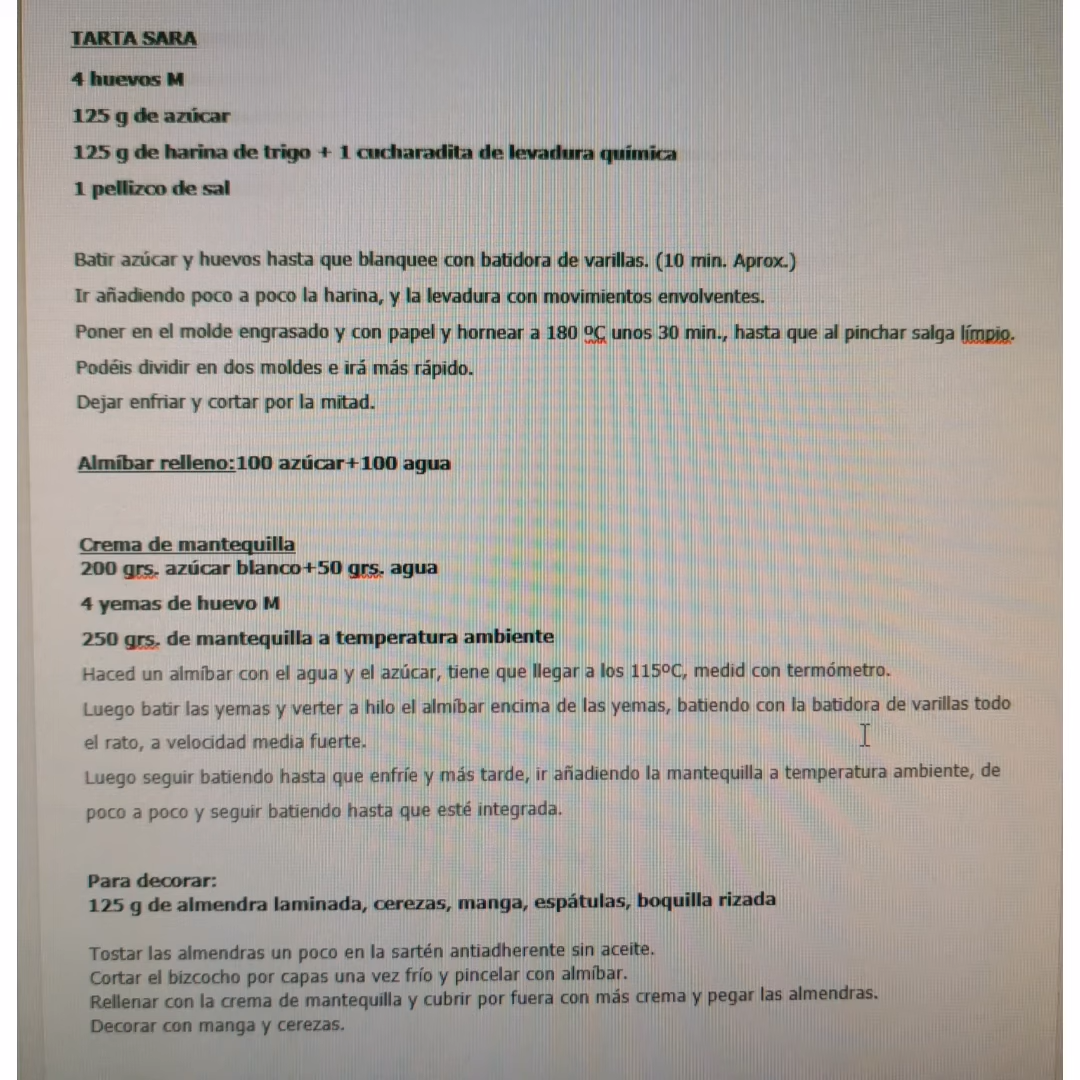 TARTA SARA
4 huevos M
125 g de azúcar
125 g de harina de trigo + 1 cucharadita de levadura química
1 pellizco de sal
Batir azúcar y huevos hasta que blanquee con batidora de varillas. (10 min. Aprox.)
Ir añadiendo poco a poco la harina, y la levadura con movimientos envolventes.
Poner en el molde engrasado y con papel y hornear a 180 ºC unos 30 min., hasta que al pinchar salga límpio.
Podéis dividir en dos moldes e irá más rápido.
Dejar enfriar y cortar por la mitad.
Almíbar relleno:100 azúcar+100 agua
Crema de mantequilla
200 grs. azúcar blanco+50 grs. agua
4 yemas de huevo M
250 grs. de mantequilla a temperatura ambiente
Haced un almíbar con el agua y el azúcar, tiene que llegar a los 115ºC, medid con termómetro.
Luego batir las yemas y verter a hilo el almíbar encima de las yemas, batiendo con la batidora de varillas todo
el rato, a velocidad media fuerte.
Luego seguir batiendo hasta que enfríe y más tarde, ir añadiendo la mantequilla a temperatura ambiente, de
poco a poco y seguir batiendo hasta que esté integrada.
Para decorar:
125 g de almendra laminada, cerezas, manga, espátulas, boquilla rizada
Tostar las almendras un poco en la sartén antiadherente sin aceite.
Cortar el bizcocho por capas una vez frío y pincelar con almíbar.
Rellenar con la crema de mantequilla y cubrir por fuera con más crema y pegar las almendras.
Decorar con manga y cerezas.